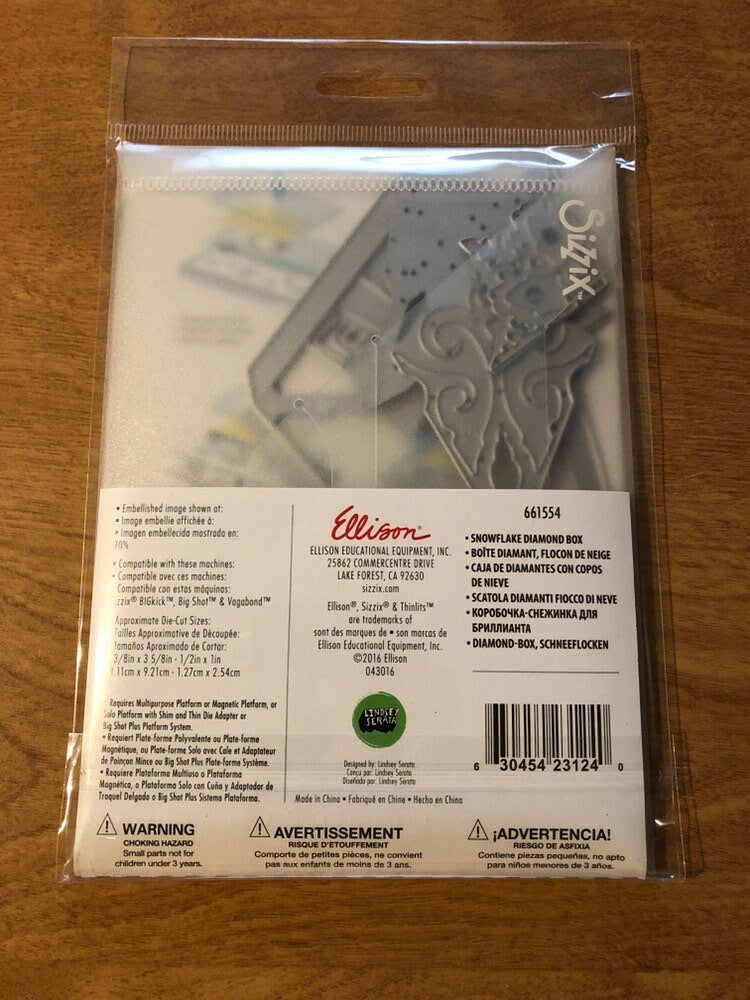 Sizzix™
• Embellished image shown at:
• Image embellie affichée à:
• Imagen embellecida mostrada en:
70%
• Compatible with these machines:
• Compatible avec ces machines:
Compatible con estas máquinas:
izzix® BIGkick™, Big Shot™ & Vagabond™
Approximate Die-Cut Sizes:
Tailles Approximative de Découpée:
Tamaños Aproximado de Cortar:
3/8in x 3 5/8in - 1/2in x 1in
.11cm x 9.21cm - 1.27cm x 2.54cm
Requires Multipurpose Platform or Magnetic Platform, or
Solo Platform with Shim and Thin Die Adapter or
Big Shot Plus Platform System.
• Requiert Plate-forme Polyvalente ou Plate-forme
Magnétique, ou Plate-forme Solo avec Cale et Adaptateur
de Poinçon Mince ou Big Shot Plus Plate-forme Système.
• Requiere Plataforma Multiuso o Plataforma
Magnética, o Plataforma Solo con Cuña y Adaptador de
Troquel Delgado o Big Shot Plus Sistema Plataforma.
Ellison®
ELLISON EDUCATIONAL EQUIPMENT, INC.
25862 COMMERCENTRE DRIVE
LAKE FOREST, CA 92630
sizzix.com
Ellison®, Sizzix® & Thinlits™
are trademarks of
sont des marques de • son marcas de
Ellison Educational Equipment, Inc.
©2016 Ellison
043016
LINDSEY
SERATA
Designed by: Lindsey Serata
Conçu par: Lindsey Serata
Diseñado por: Lindsey Serata
Made in China • Fabriqué en Chine • Hecho en China
661554
• SNOWFLAKE DIAMOND BOX
• BOÎTE DIAMANT, FLOCON DE NEIGE
• CAJA DE DIAMANTES CON COPOS
DE NIEVE
• SCATOLA DIAMANTI FIOCCO DI NEVE
• КОРОБОЧКА-СНЕЖИНКА ДЛЯ
БРИЛЛИАНТА
• DIAMOND-BOX, SCHNEEFLOCKEN
6 30454 23124 0
WARNING
CHOKING HAZARD
Small parts not for
children under 3 years.
AVERTISSEMENT
RISQUE D'ETOUFFEMENT
Comporte de petites pièces, ne convient
pas aux enfants de moins de 3 ans.
¡ADVERTENCIA!
RIESGO DE ASFIXIA
Contiene piezas pequeñas, no apto
para niños menores de 3 años.